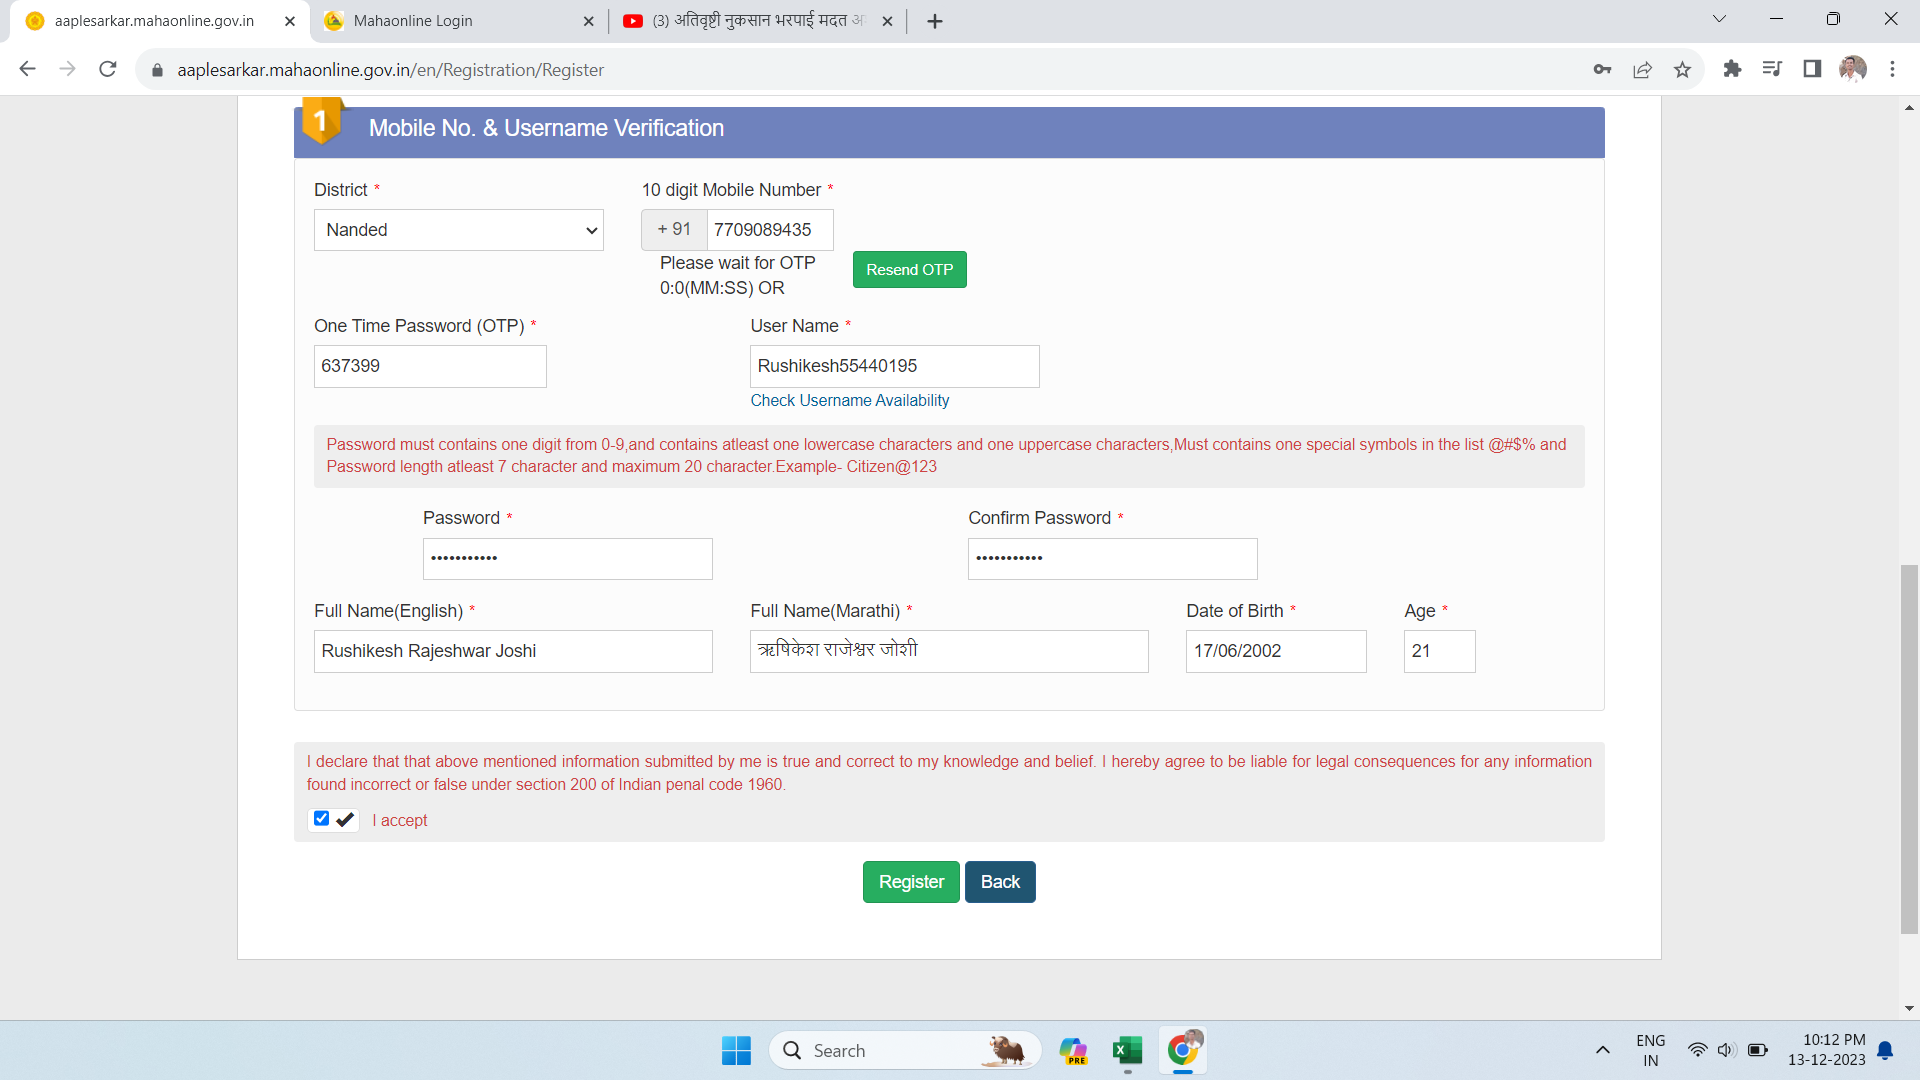 aaplesarkar.mahaonline.gov.in
Mahaonline Login
(3) अतिवृष्टी नुकसान भरपाई मदत
aaplesarkar.mahaonline.gov.in/en/Registration/Register
1
Mobile No. & Username Verification
District *
10 digit Mobile Number *
Nanded
+ 91 7709089435
Please wait for OTP
0:0(MM:SS) OR
Resend OTP
One Time Password (OTP) *
User Name *
637399
Rushikesh55440195
Check Username Availability
Password must contains one digit from 0-9,and contains atleast one lowercase characters and one uppercase characters,Must contains one special symbols in the list @#$% and
Password length atleast 7 character and maximum 20 character.Example- Citizen@123
Password *
Confirm Password *
•••••••••••
•••••••••••
Full Name(English) *
Full Name(Marathi) *
Date of Birth *
Age *
Rushikesh Rajeshwar Joshi
ऋषिकेश राजेश्वर जोशी
17/06/2002
21
I declare that that above mentioned information submitted by me is true and correct to my knowledge and belief. I hereby agree to be liable for legal consequences for any information
found incorrect or false under section 200 of Indian penal code 1960.
I accept
Register
Back
Search
PRE
ENG
IN
10:12 PM
13-12-2023